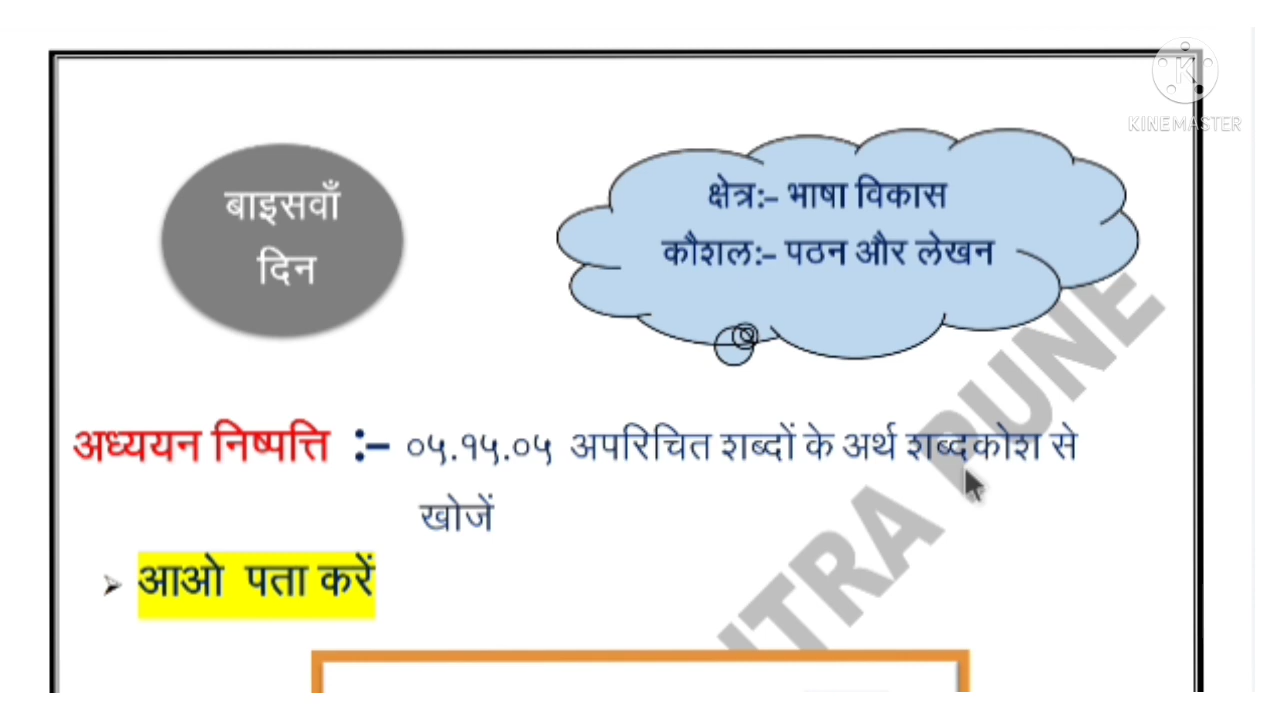 KINEMASTER
बाइसवाँ
दिन
क्षेत्र:- भाषा विकास
कौशल:- पठन और लेखन
अध्ययन निष्पत्ति :- ०५.१५.०५ अपरिचित शब्दों के अर्थ शब्दकोश से
खोजें
➢ आओ पता करें
PUNE